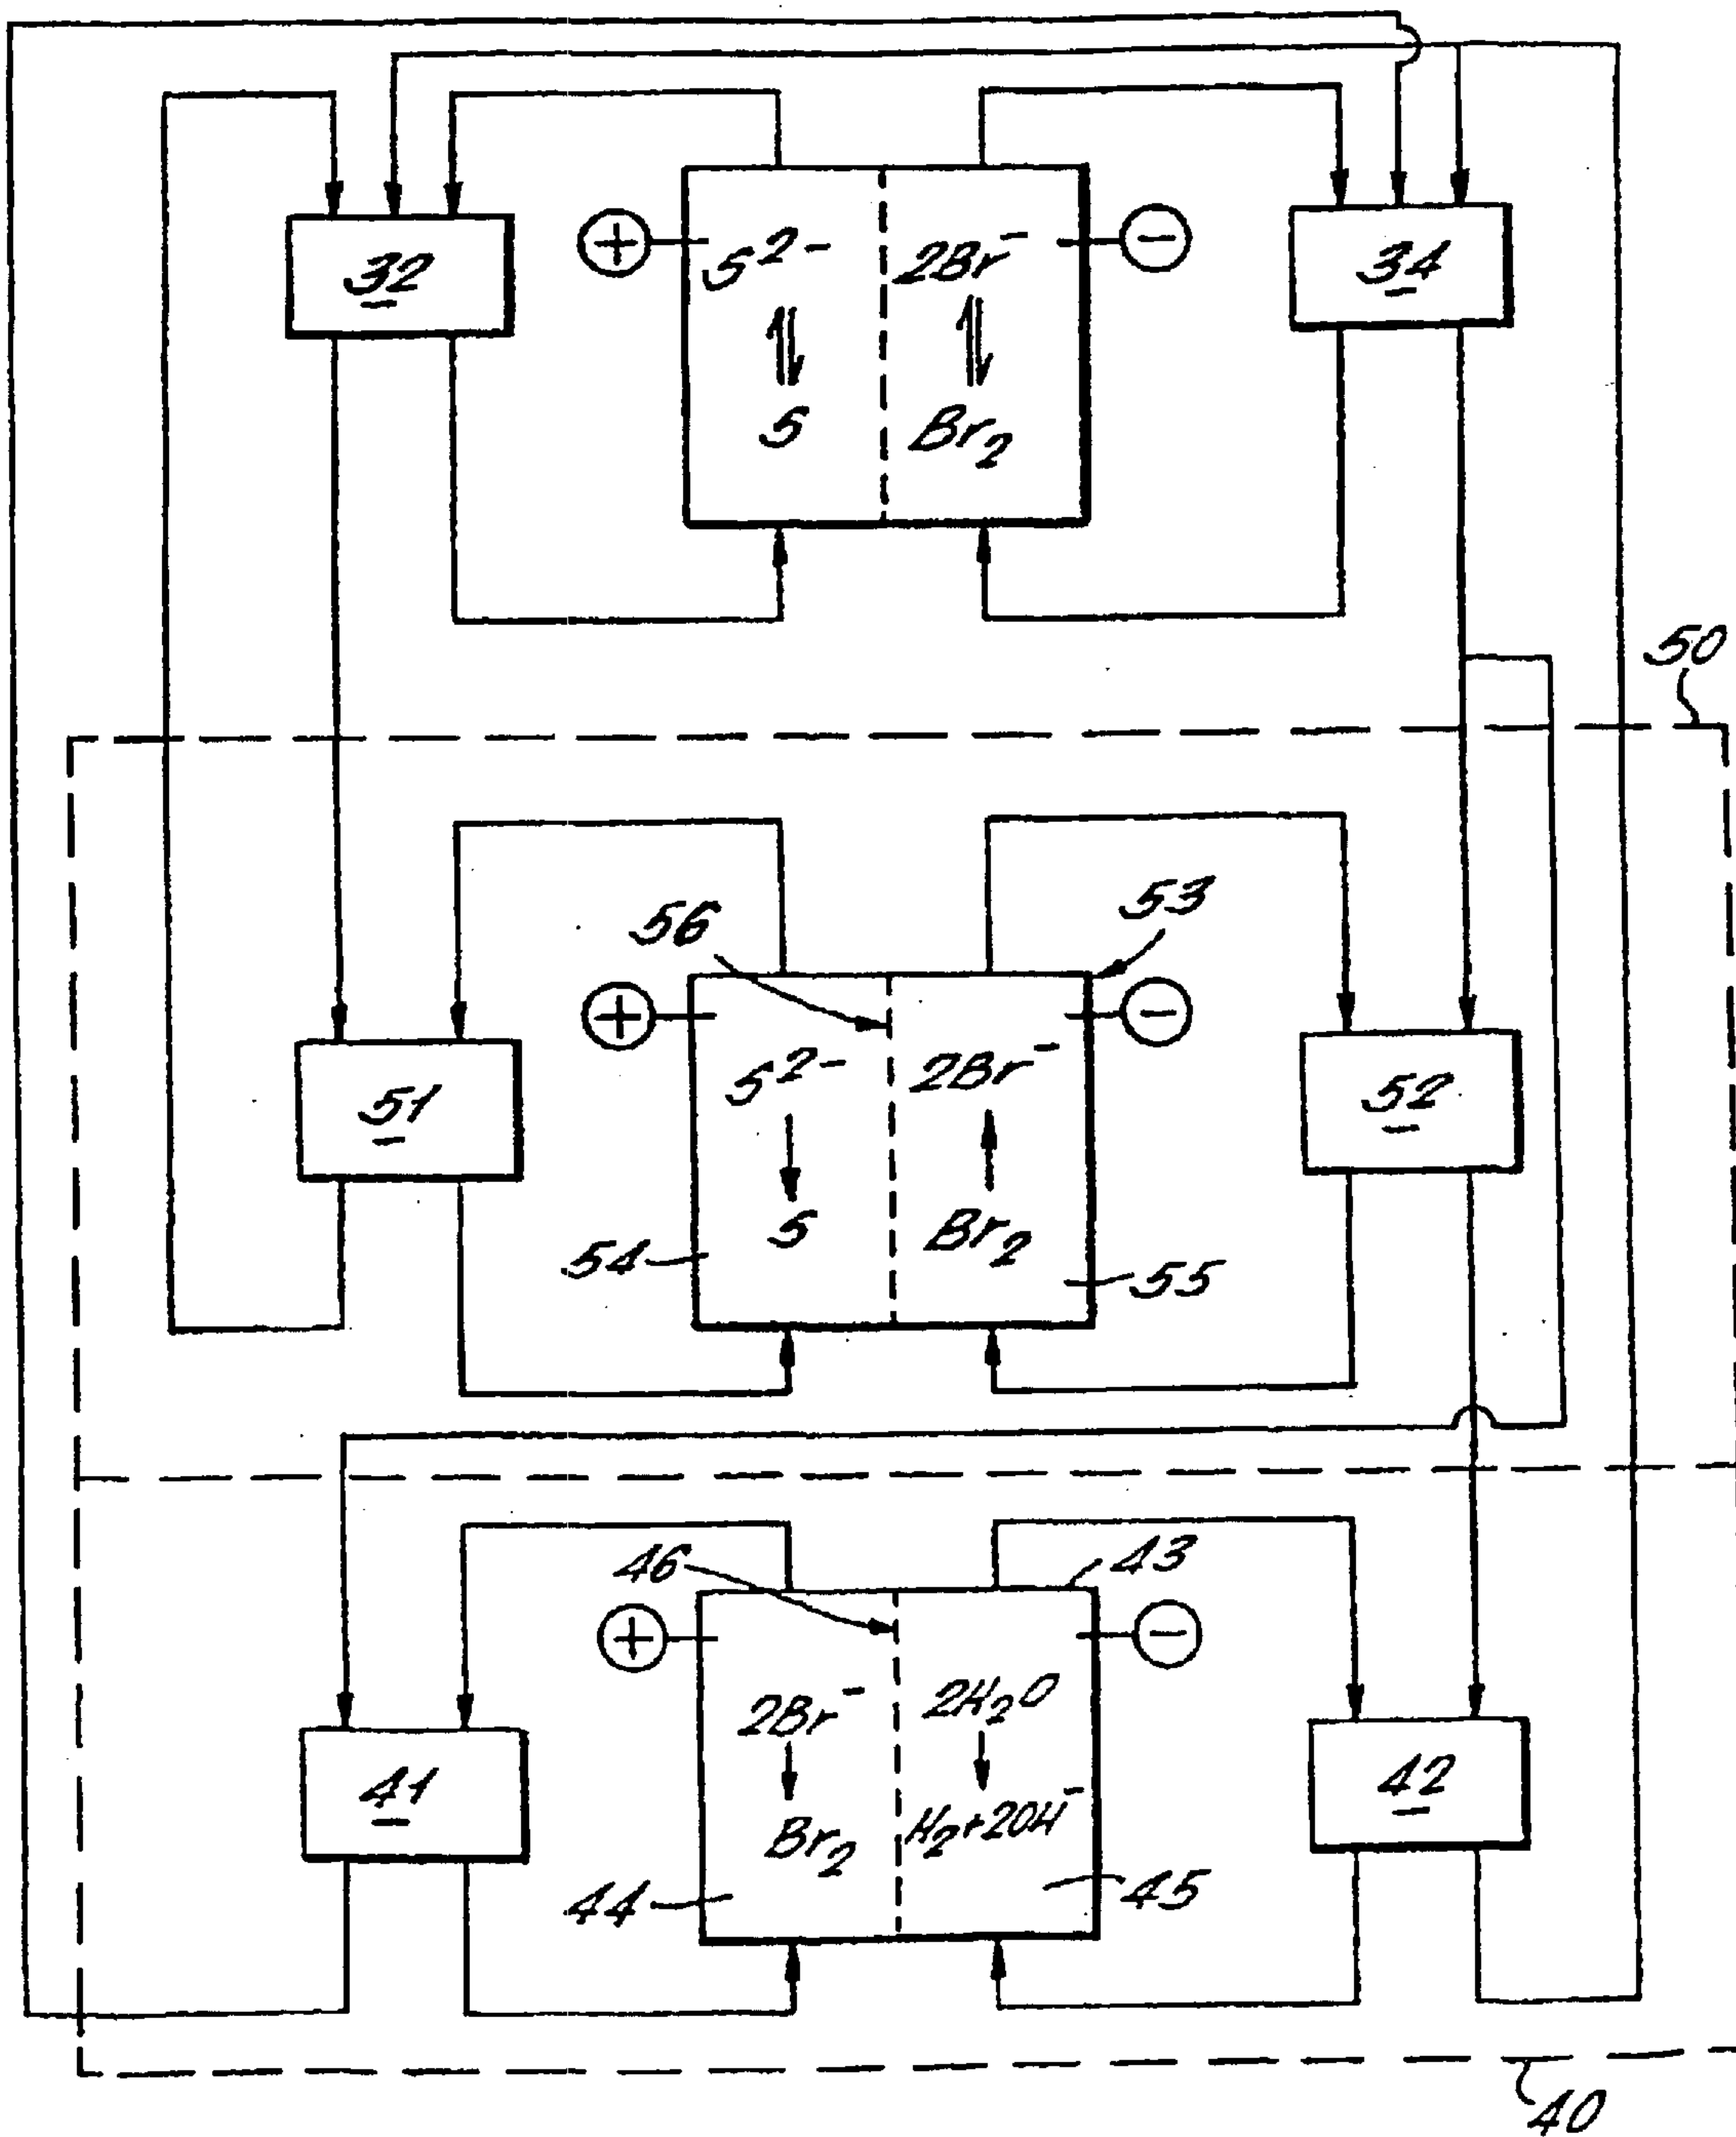 32
34
+
S²⁻
⇌
S
2Br⁻
⇌
Br₂
−
50
56
53
+
S²⁻
S
2Br⁻
Br₂
−
51
52
54
55
46
43
+
2Br⁻
Br₂
2H₂O
H₂+2OH⁻
−
41
42
44
45
40